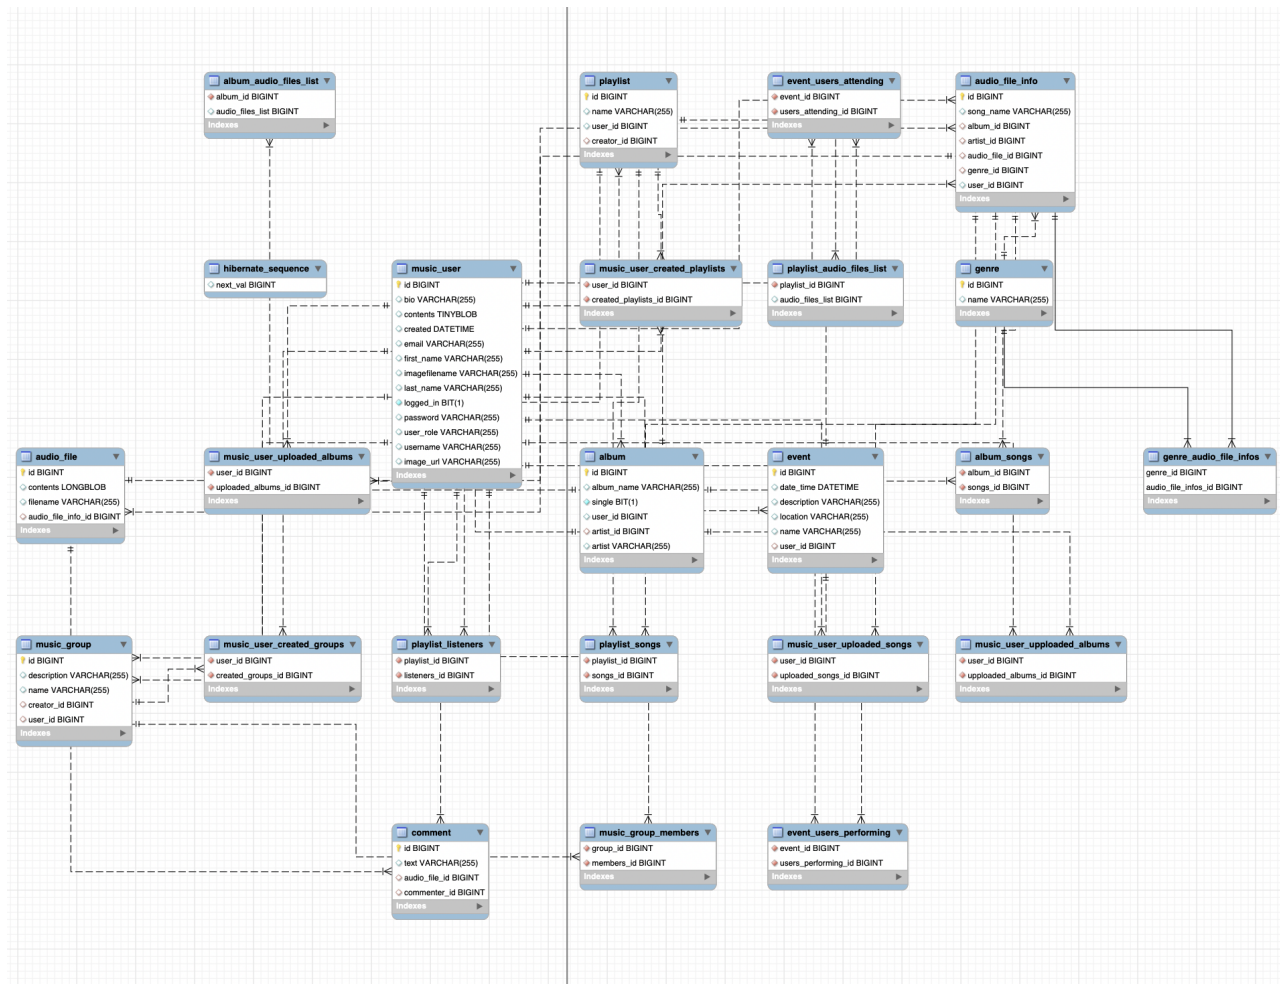 album_audio_files_list
album_id BIGINT
audio_files_list BIGINT
Indexes
playlist
id BIGINT
name VARCHAR(255)
user_id BIGINT
creator_id BIGINT
Indexes
event_users_attending
event_id BIGINT
users_attending_id BIGINT
Indexes
audio_file_info
id BIGINT
song_name VARCHAR(255)
album_id BIGINT
artist_id BIGINT
audio_file_id BIGINT
genre_id BIGINT
user_id BIGINT
Indexes
hibernate_sequence
next_val BIGINT
music_user
id BIGINT
bio VARCHAR(255)
contents TINYBLOB
created DATETIME
email VARCHAR(255)
first_name VARCHAR(255)
imagefilename VARCHAR(255)
last_name VARCHAR(255)
logged_in BIT(1)
password VARCHAR(255)
user_role VARCHAR(255)
username VARCHAR(255)
image_url VARCHAR(255)
Indexes
music_user_created_playlists
user_id BIGINT
created_playlists_id BIGINT
Indexes
playlist_audio_files_list
playlist_id BIGINT
audio_files_list BIGINT
Indexes
genre
id BIGINT
name VARCHAR(255)
Indexes
audio_file
id BIGINT
contents LONGBLOB
filename VARCHAR(255)
audio_file_info_id BIGINT
Indexes
music_user_uploaded_albums
user_id BIGINT
uploaded_albums_id BIGINT
Indexes
album
id BIGINT
album_name VARCHAR(255)
single BIT(1)
user_id BIGINT
artist_id BIGINT
artist VARCHAR(255)
Indexes
event
id BIGINT
date_time DATETIME
description VARCHAR(255)
location VARCHAR(255)
name VARCHAR(255)
user_id BIGINT
Indexes
album_songs
album_id BIGINT
songs_id BIGINT
Indexes
genre_audio_file_infos
genre_id BIGINT
audio_file_infos_id BIGINT
Indexes
music_group
id BIGINT
description VARCHAR(255)
name VARCHAR(255)
creator_id BIGINT
user_id BIGINT
Indexes
music_user_created_groups
user_id BIGINT
created_groups_id BIGINT
Indexes
playlist_listeners
playlist_id BIGINT
listeners_id BIGINT
Indexes
playlist_songs
playlist_id BIGINT
songs_id BIGINT
Indexes
music_user_uploaded_songs
user_id BIGINT
uploaded_songs_id BIGINT
Indexes
music_user_upploaded_albums
user_id BIGINT
upploaded_albums_id BIGINT
Indexes
comment
id BIGINT
text VARCHAR(255)
audio_file_id BIGINT
commenter_id BIGINT
Indexes
music_group_members
group_id BIGINT
members_id BIGINT
Indexes
event_users_performing
event_id BIGINT
users_performing_id BIGINT
Indexes